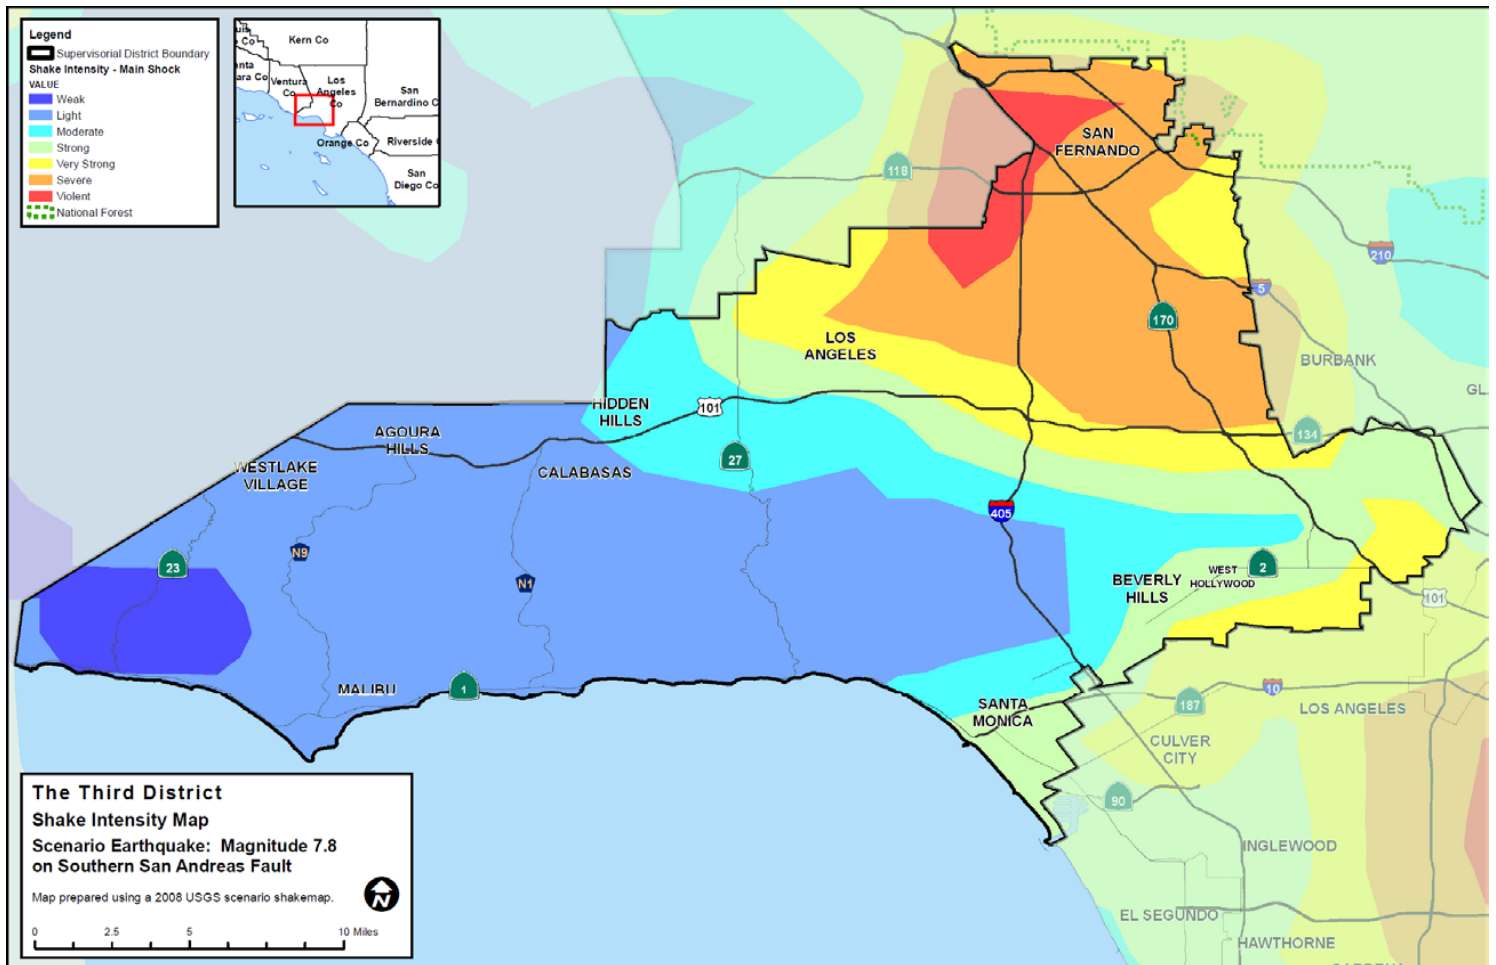 Legend
Supervisorial District Boundary
Shake Intensity - Main Shock
VALUE
Weak
Light
Moderate
Strong
Very Strong
Severe
Violent
National Forest
Kern Co
Co
Ventura
Co
Los
Angeles
Co
San
Bernardino C
Orange Co
Riverside
San
Diego Co
SAN
FERNANDO
118
210
5
170
LOS
ANGELES
BURBANK
GL
HIDDEN
HILLS
101
134
AGOURA
HILLS
27
WESTLAKE
VILLAGE
CALABASAS
405
N9
23
N1
2
WEST
HOLLYWOOD
BEVERLY
HILLS
101
MALIBU
1
10
SANTA
MONICA
187
LOS ANGELES
CULVER
CITY
90
INGLEWOOD
EL SEGUNDO
HAWTHORNE
The Third District
Shake Intensity Map
Scenario Earthquake: Magnitude 7.8
on Southern San Andreas Fault
Map prepared using a 2008 USGS scenario shakemap.
N
0 2.5 5 10 Miles